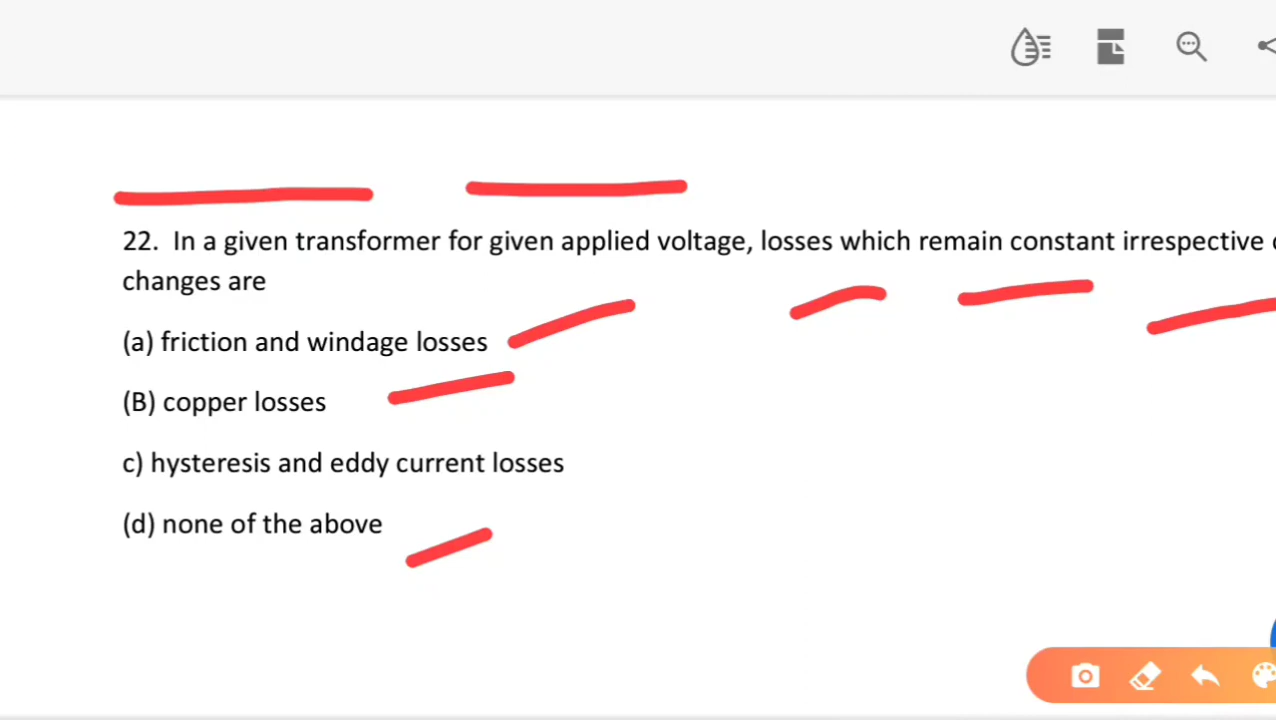 22. In a given transformer for given applied voltage, losses which remain constant irrespective
changes are
(a) friction and windage losses
(B) copper losses
c) hysteresis and eddy current losses
(d) none of the above